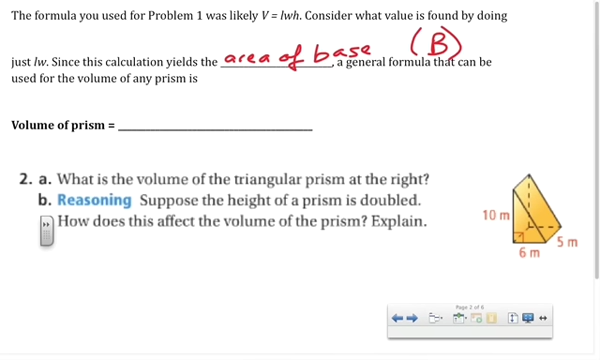 The formula you used for Problem 1 was likely V = lwh. Consider what value is found by doing
(B)
just lw. Since this calculation yields the area of base, a general formula that can be
used for the volume of any prism is
Volume of prism =
2. a. What is the volume of the triangular prism at the right?
b. Reasoning Suppose the height of a prism is doubled.
How does this affect the volume of the prism? Explain.
10 m
5 m
6 m
Page 2 of 6